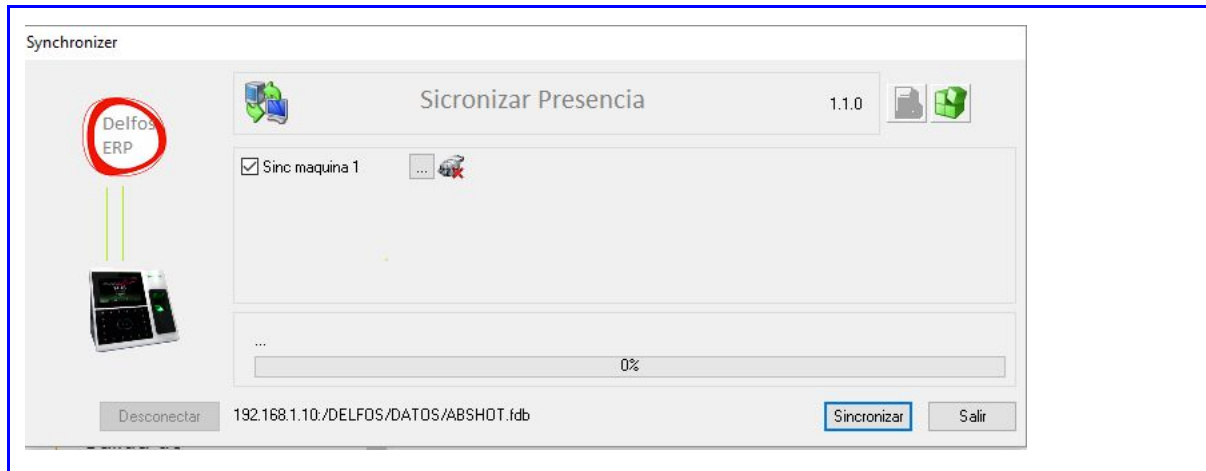 Synchronizer
Delfos
ERP
Sicronizar Presencia
1.1.0
Sinc maquina 1
...
...
0%
Desconectar
192.168.1.10:/DELFOS/DATOS/ABSHOT.fdb
Sincronizar
Salir